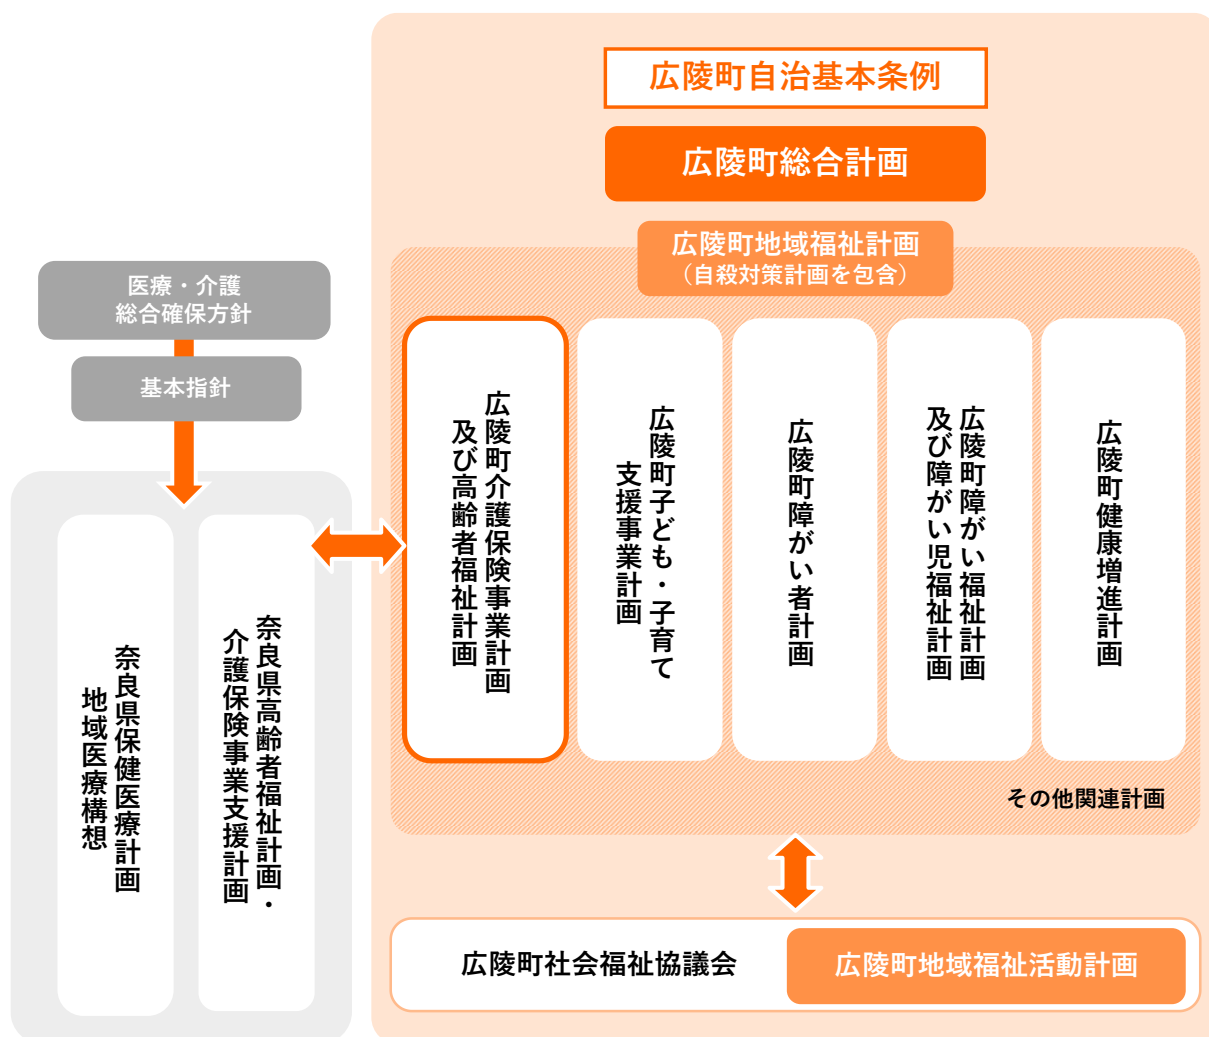 広陵町自治基本条例
広陵町総合計画
広陵町地域福祉計画
（自殺対策計画を包含）
医療・介護
総合確保方針
基本指針
広陵町介護保険事業計画
及び高齢者福祉計画
広陵町子ども・子育て
支援事業計画
広陵町障がい者計画
広陵町障がい福祉計画
及び障がい児福祉計画
広陵町健康増進計画
奈良県保健医療計画
地域医療構想
奈良県高齢者福祉計画・
介護保険事業支援計画
その他関連計画
広陵町社会福祉協議会
広陵町地域福祉活動計画